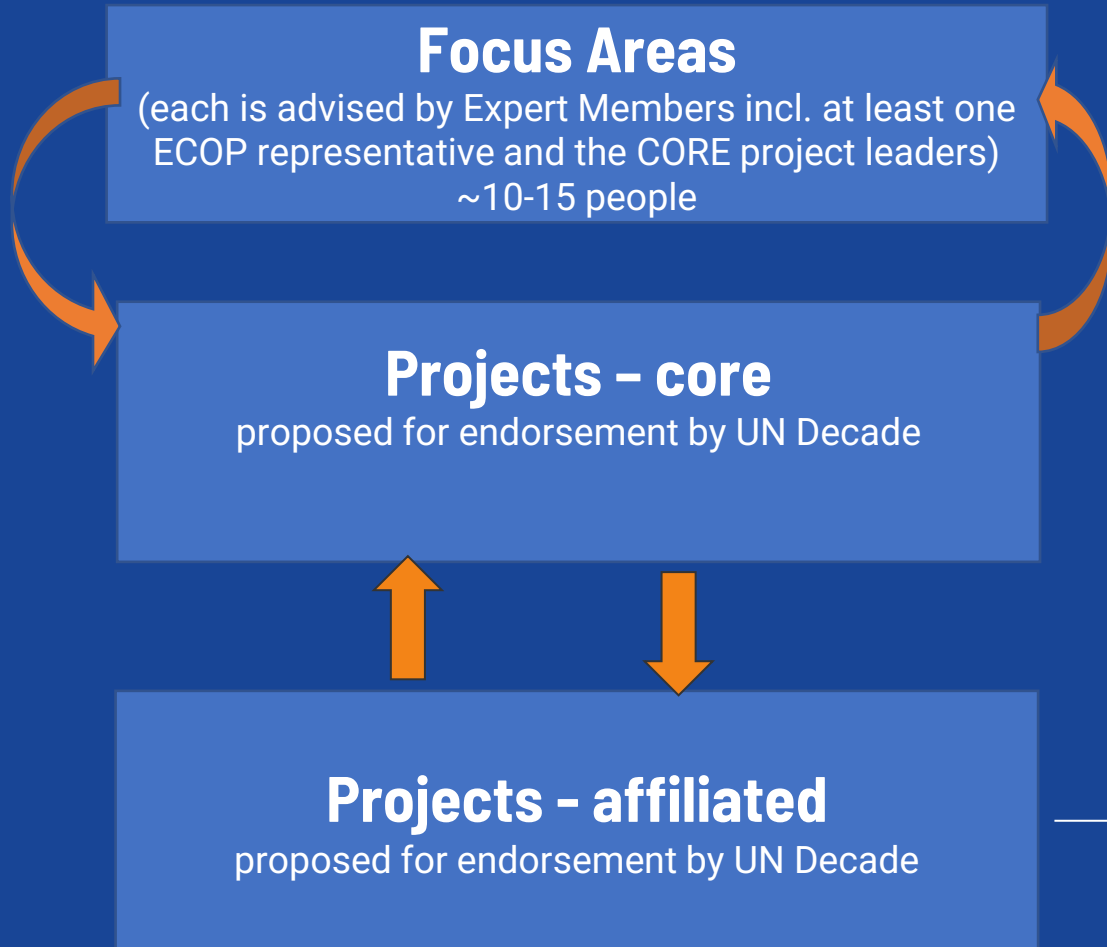 Focus Areas
(each is advised by Expert Members incl. at least one
ECOP representative and the CORE project leaders)
~10-15 people
Projects – core
proposed for endorsement by UN Decade
Projects – affiliated
proposed for endorsement by UN Decade